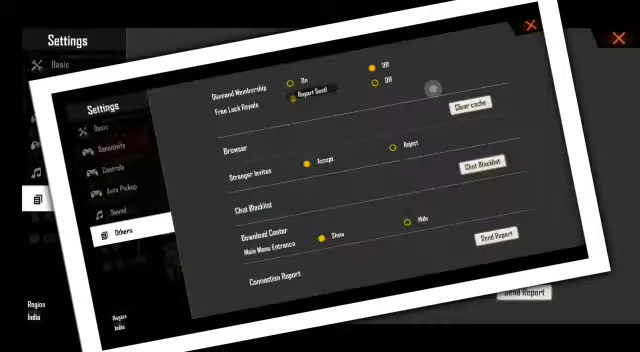 Settings
Basic
Settings
Basic
Sensitivity
Controls
Auto Pickup
Sound
Others
Region
India
Diamond Membership
On
Off
Free Luck Royale
Report Send!
Off
Clear cache
Browser
Stranger Invites
Accept
Reject
Chat Blacklist
Chat Blacklist
Download Center
Main Menu Entrance
Show
Hide
Connection Report
Send Report
Region
India
Send Report